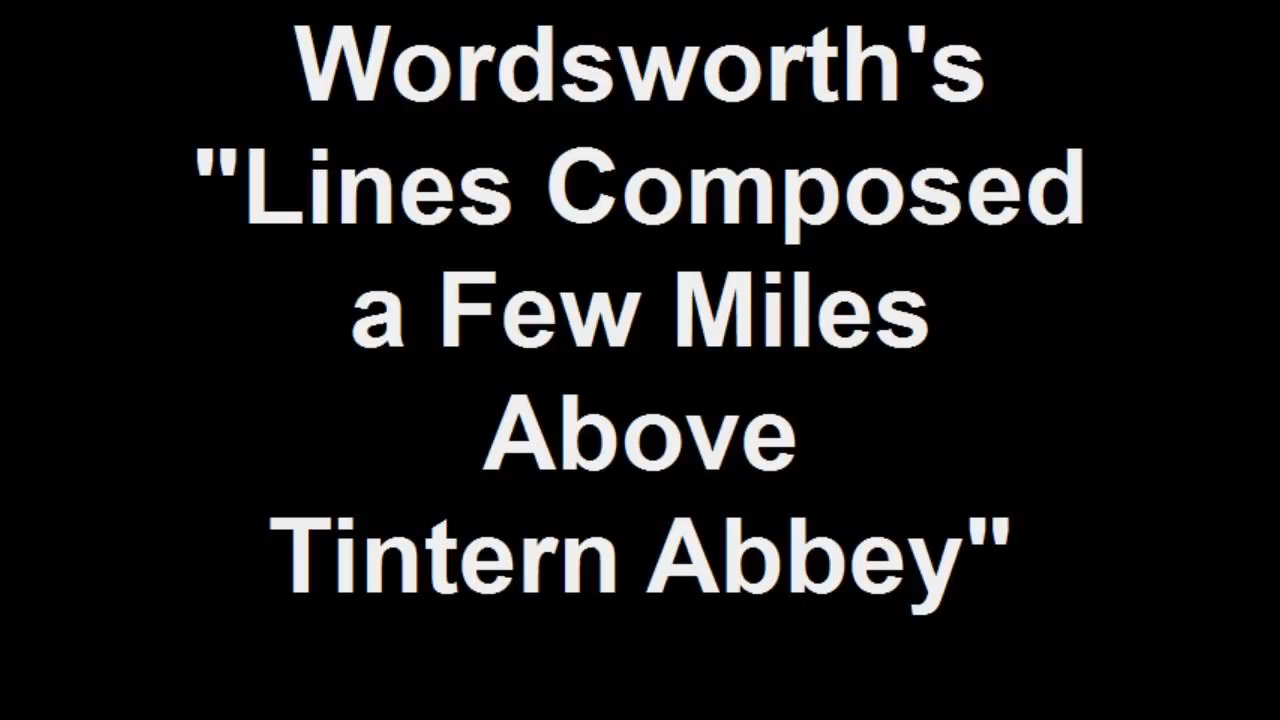 Wordsworth's
"Lines Composed
a Few Miles
Above
Tintern Abbey"